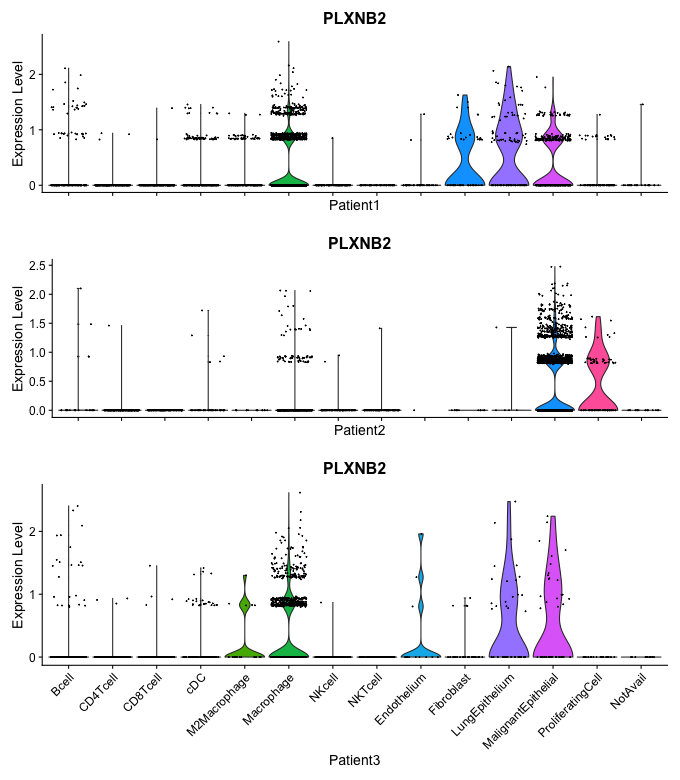 PLXNB2
Expression Level
2
1
0
Patient1
PLXNB2
Expression Level
2.5
2.0
1.5
1.0
0.5
0.0
Patient2
PLXNB2
Expression Level
2
1
0
Bcell
CD4Tcell
CD8Tcell
cDC
M2Macrophage
Macrophage
NKcell
NKTcell
Endothelium
Fibroblast
LungEpithelium
MalignantEpithelial
ProliferatingCell
NotAvail
Patient3